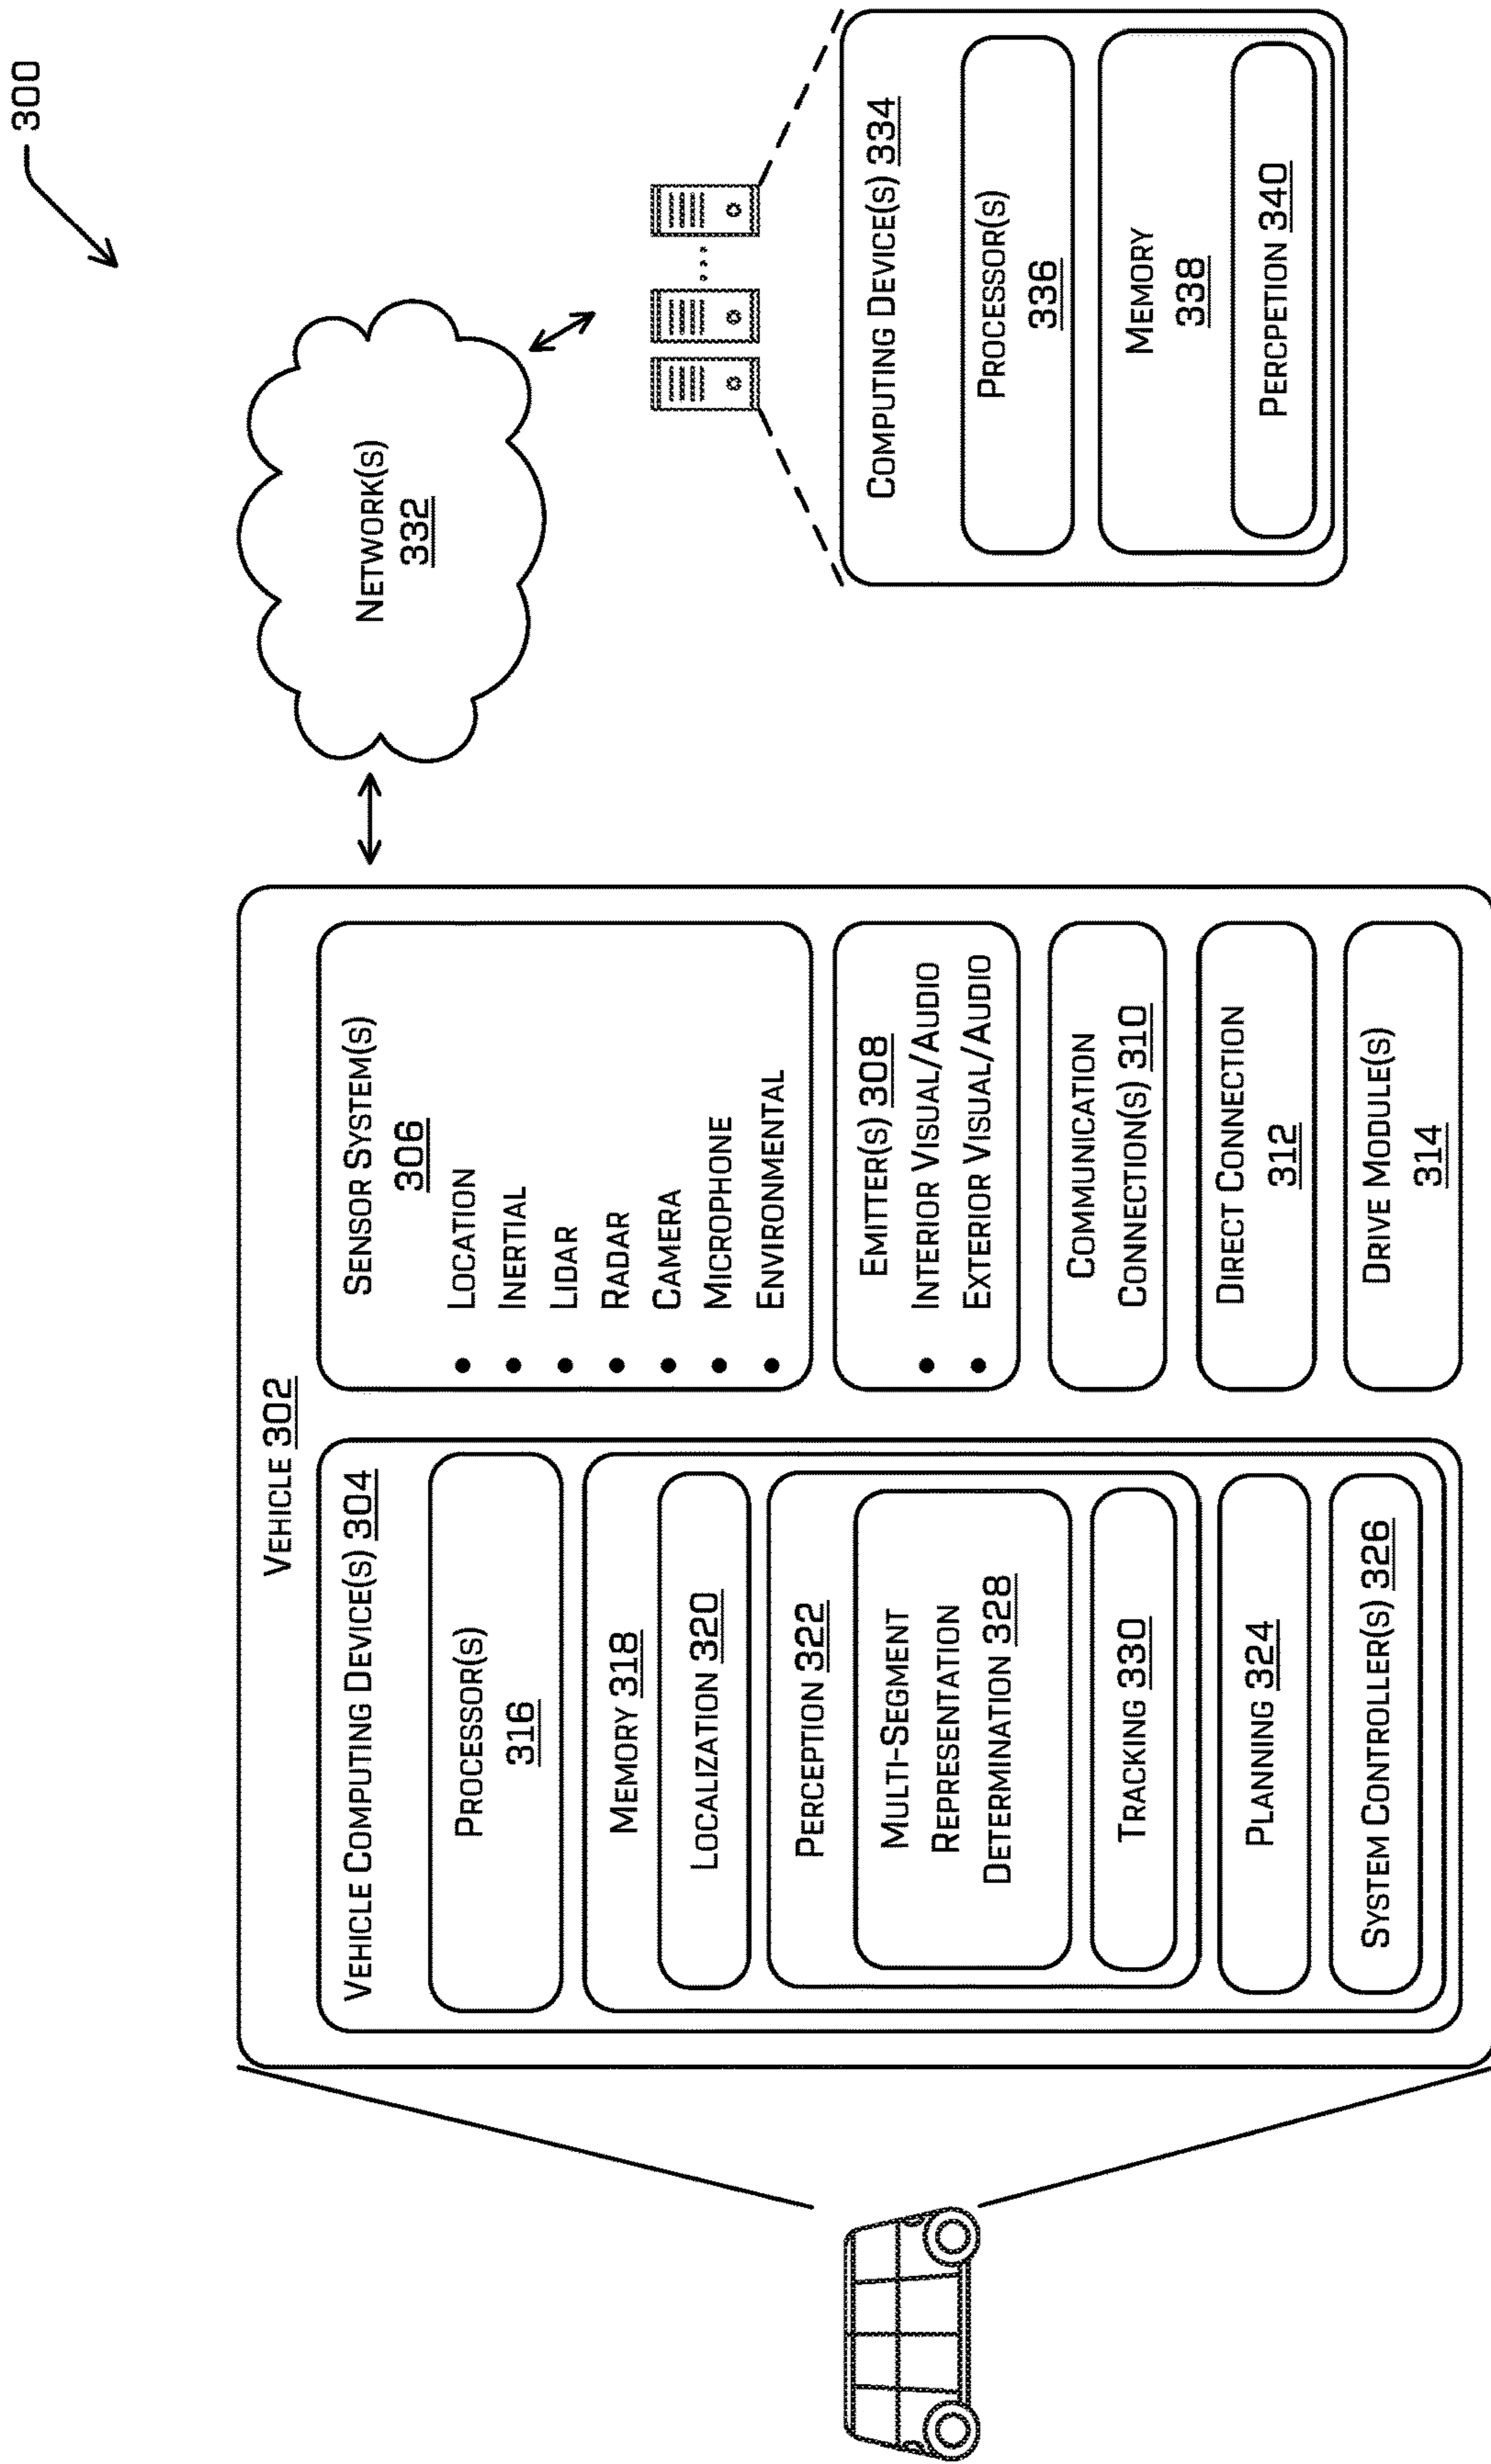 300
VEHICLE 302
VEHICLE COMPUTING DEVICE(S) 304
PROCESSOR(S)
316
MEMORY 318
LOCALIZATION 320
PERCEPTION 322
MULTI-SEGMENT
REPRESENTATION
DETERMINATION 328
TRACKING 330
PLANNING 324
SYSTEM CONTROLLER(S) 326
SENSOR SYSTEM(S)
306
• LOCATION
• INERTIAL
• LIDAR
• RADAR
• CAMERA
• MICROPHONE
• ENVIRONMENTAL
EMITTER(S) 308
• INTERIOR VISUAL/AUDIO
• EXTERIOR VISUAL/AUDIO
COMMUNICATION
CONNECTION(S) 310
DIRECT CONNECTION
312
DRIVE MODULE(S)
314
NETWORK(S)
332
COMPUTING DEVICE(S) 334
PROCESSOR(S)
336
MEMORY
338
PERCPETION 340